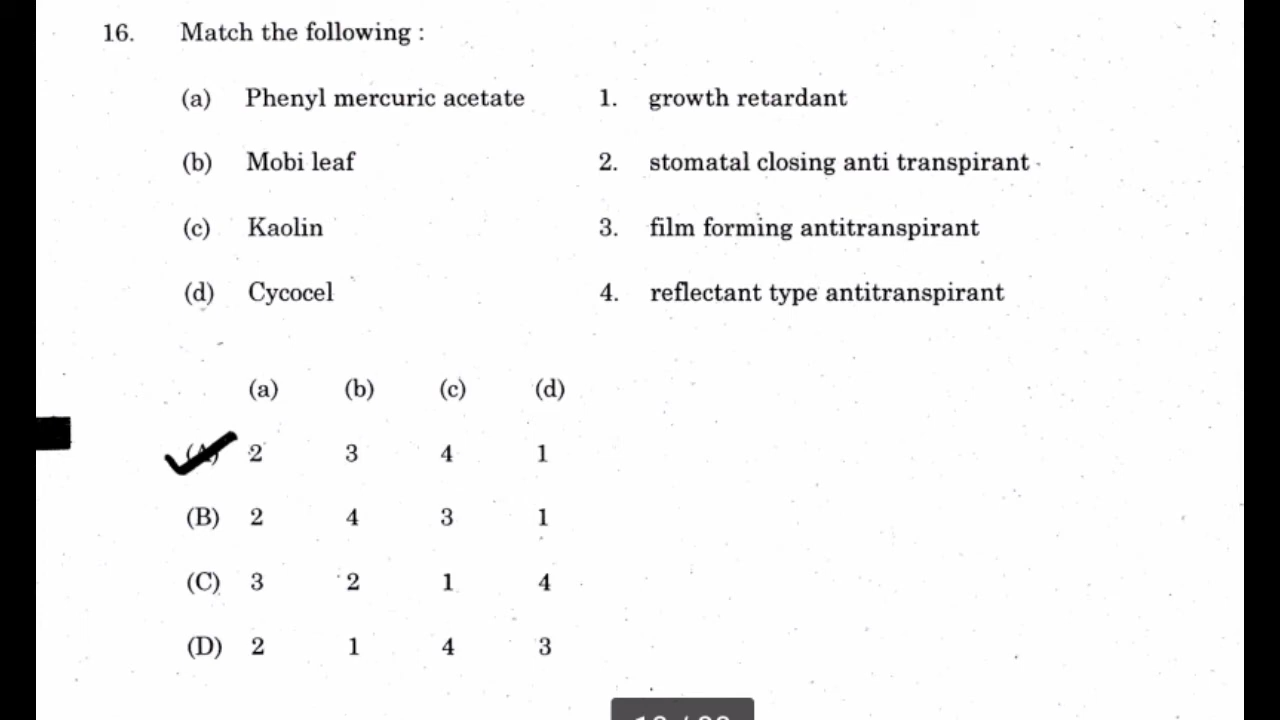 16. Match the following :
(a) Phenyl mercuric acetate 1. growth retardant
(b) Mobi leaf 2. stomatal closing anti transpirant
(c) Kaolin 3. film forming antitranspirant
(d) Cycocel 4. reflectant type antitranspirant
(a) (b) (c) (d)
(A) 2 3 4 1
(B) 2 4 3 1
(C) 3 2 1 4
(D) 2 1 4 3